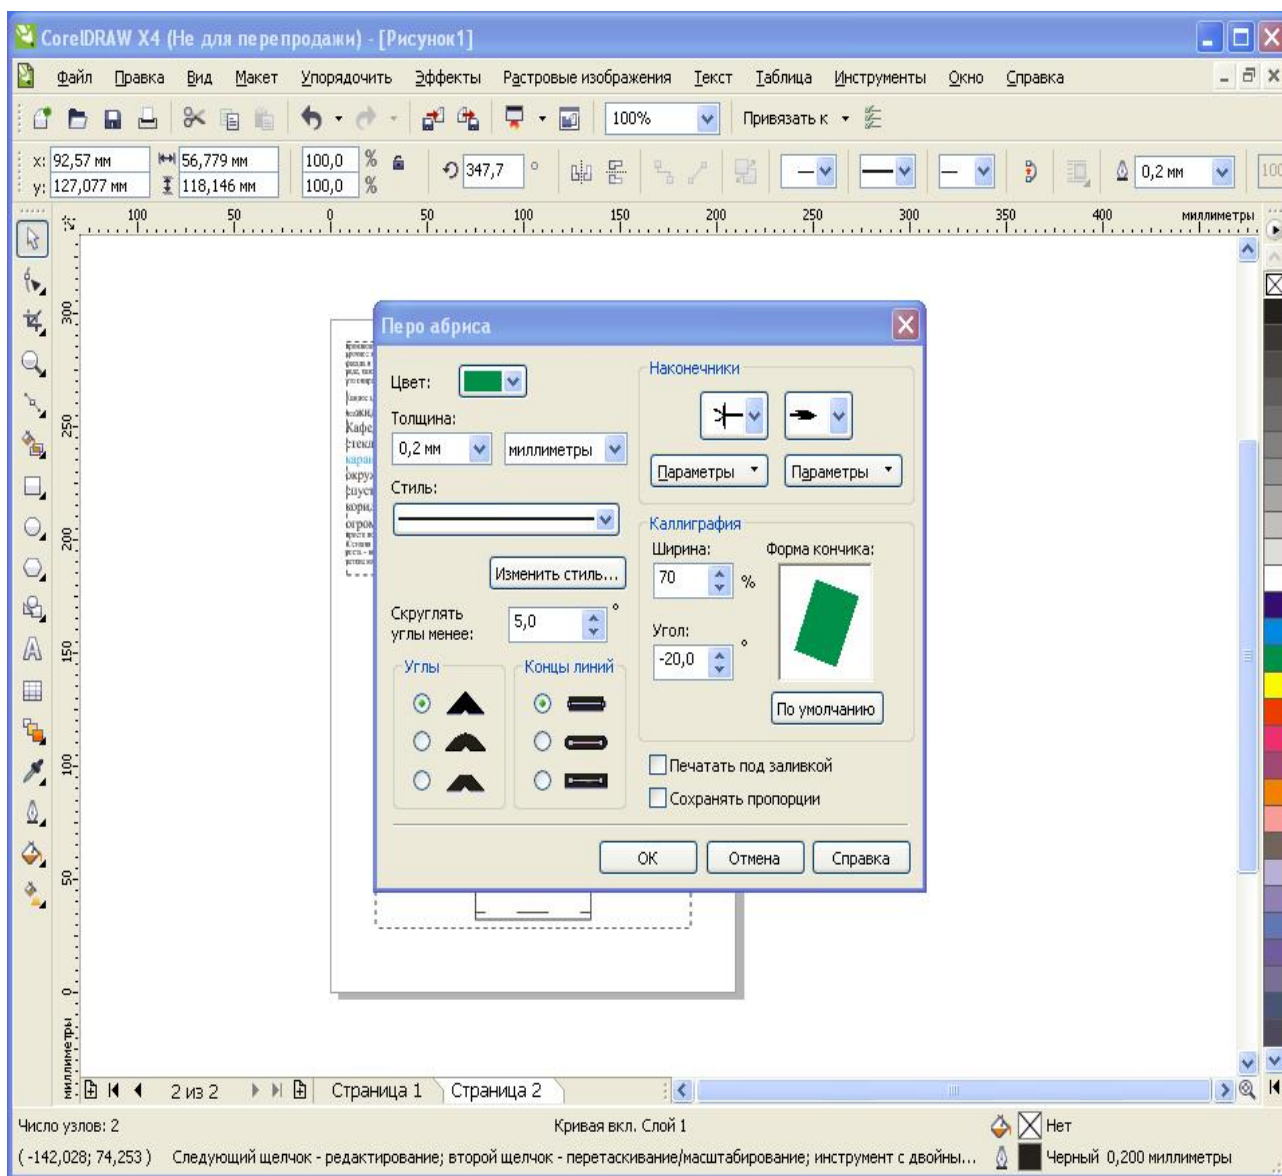 CorelDRAW X4 (Не для перепродажи) - [Рисунок1]
Файл Правка Вид Макет Упорядочить Эффекты Растровые изображения Текст Таблица Инструменты Окно Справка
100% Привязать к
x: 92,57 мм 56,779 мм 100,0 % 347,7 ° 0,2 мм 100
y: 127,077 мм 118,146 мм 100,0 %
100 50 0 50 100 150 200 250 300 350 400 миллиметры
300
250
200
150
100
50
0
миллиметры
Перо абриса
Цвет:
Толщина:
0,2 мм миллиметры
Стиль:
Изменить стиль...
Скруглять
углы менее:
5,0 °
Углы
Концы линий
Наконечники
Параметры Параметры
Каллиграфия
Ширина: Форма кончика:
70 %
Угол:
-20,0 °
По умолчанию
Печатать под заливкой
Сохранять пропорции
ОК Отмена Справка
2 из 2 Страница 1 Страница 2
Число узлов: 2 Кривая вкл. Слой 1 Нет
( -142,028; 74,253 ) Следующий щелчок - редактирование; второй щелчок - перетаскивание/масштабирование; инструмент с двойны... Черный 0,200 миллиметры